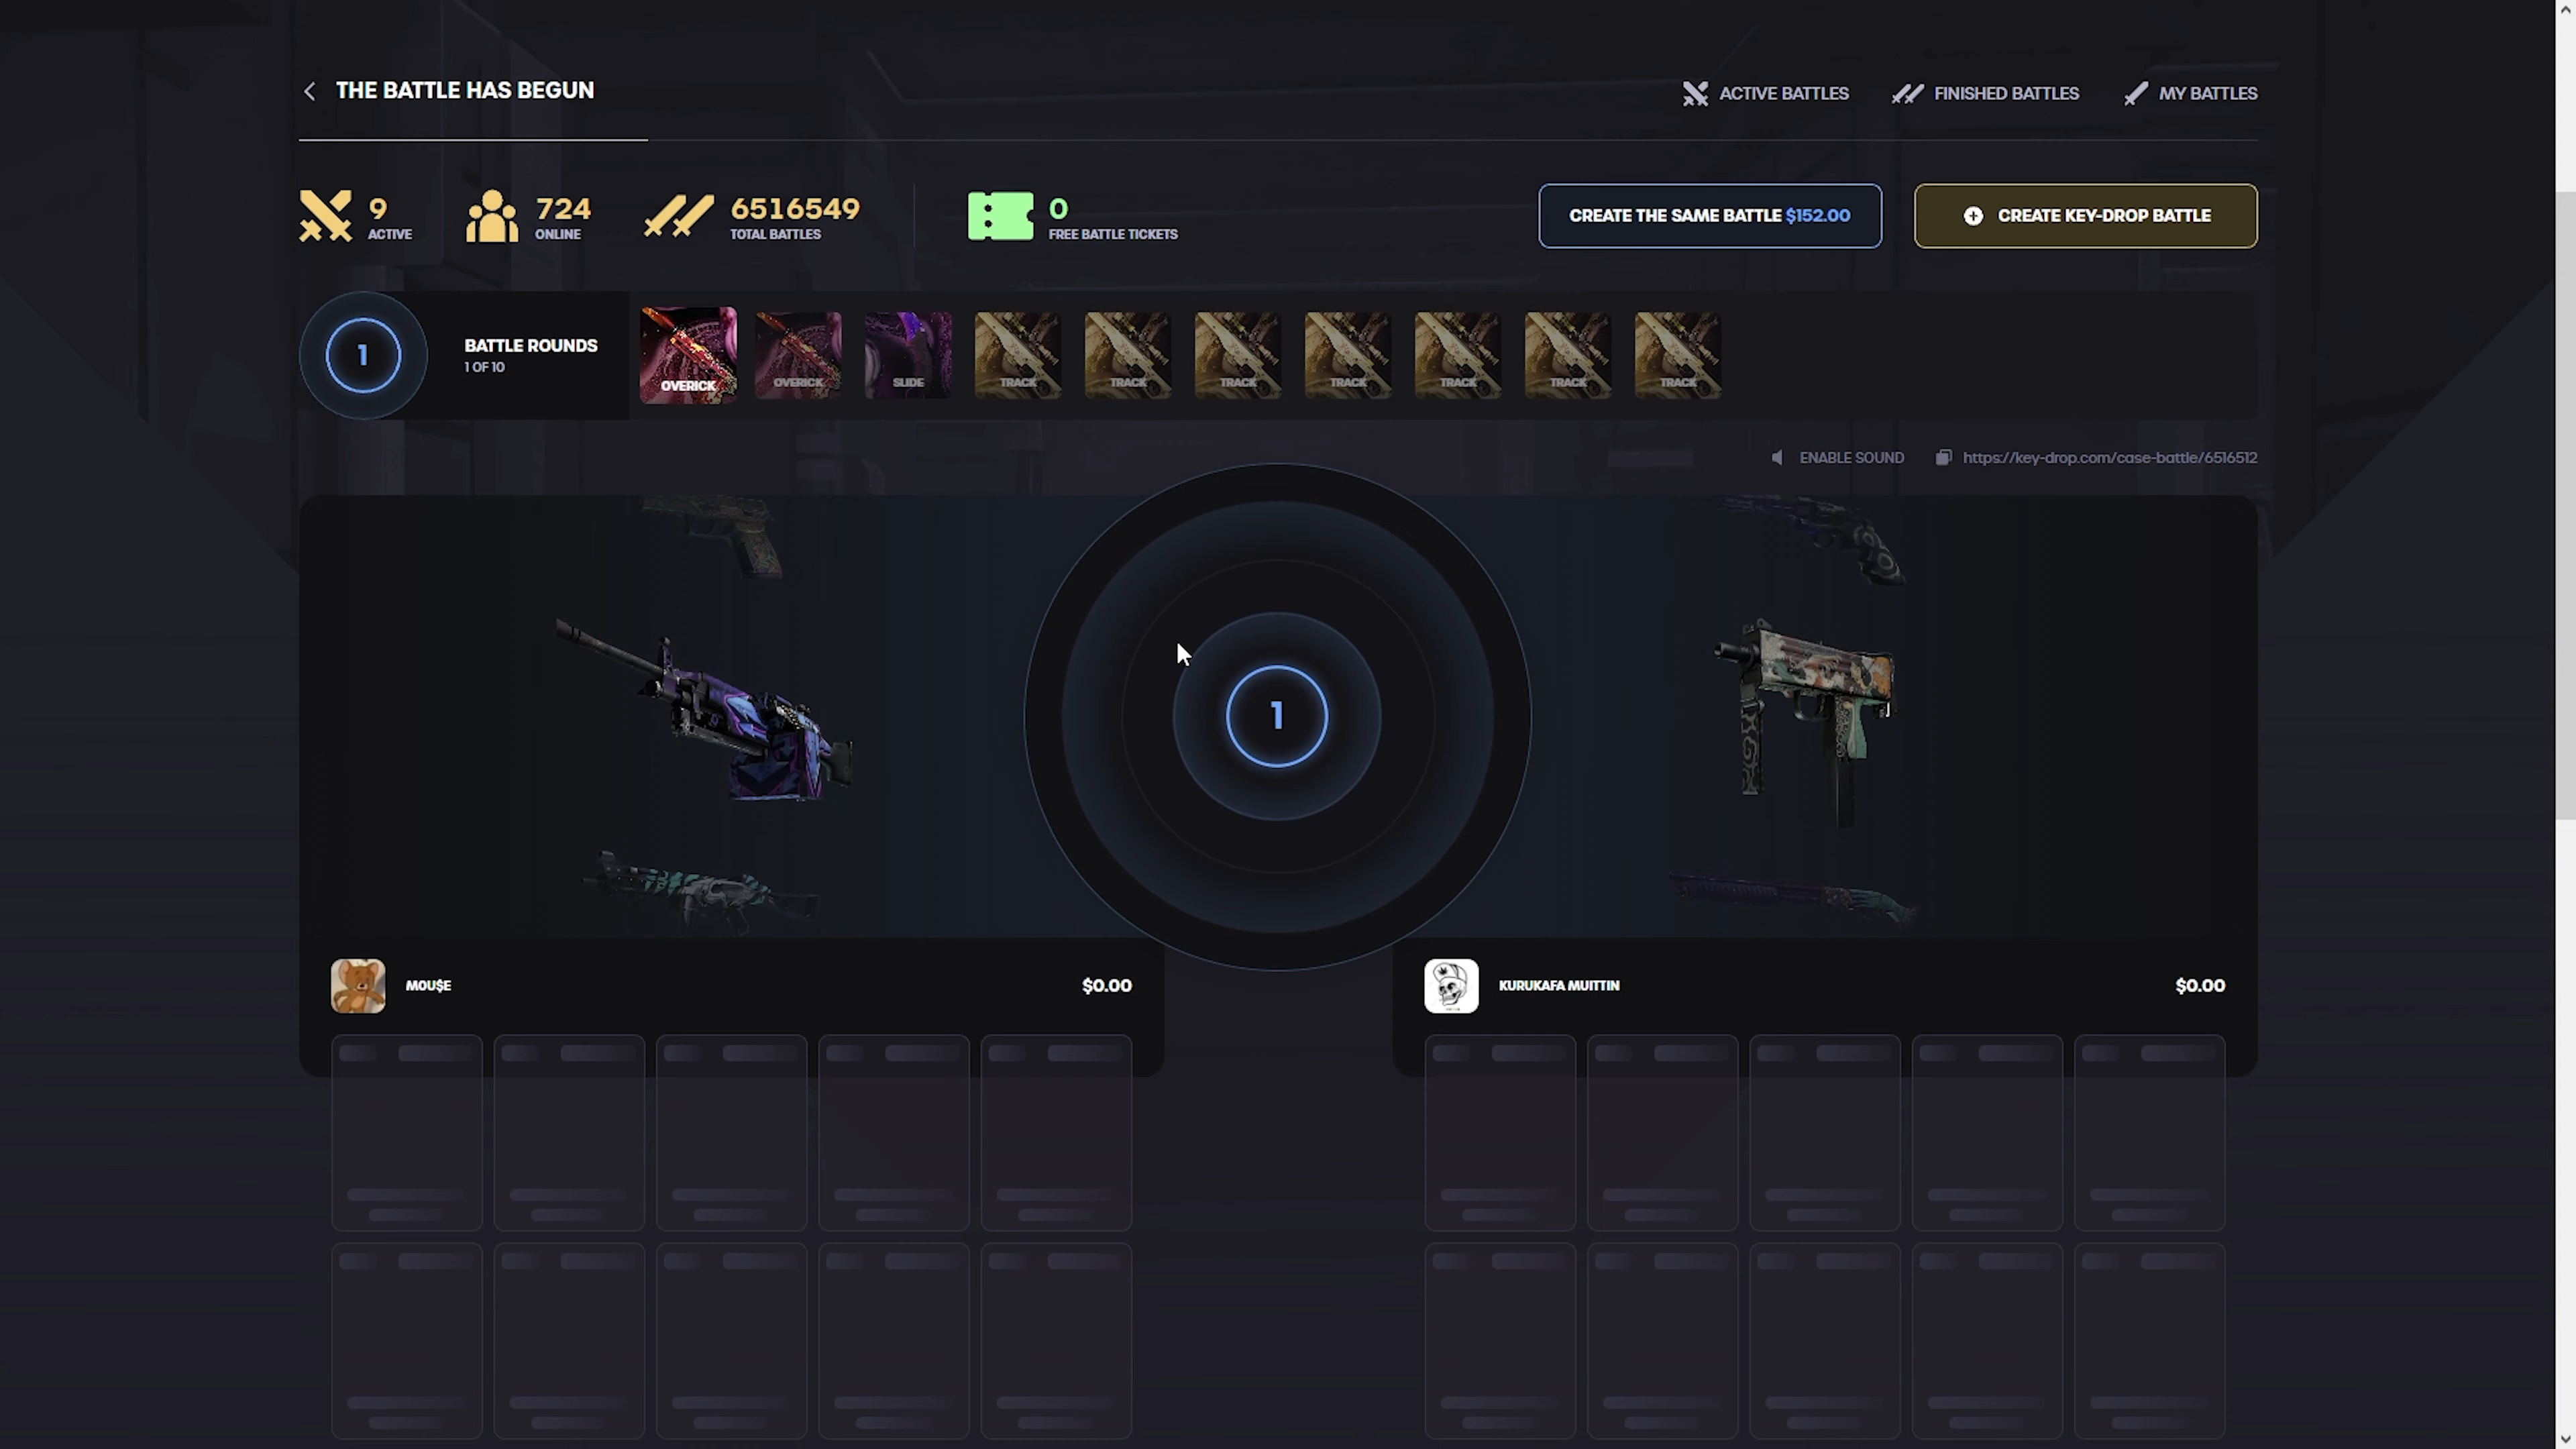 THE BATTLE HAS BEGUN
ACTIVE BATTLES
FINISHED BATTLES
MY BATTLES
9
ACTIVE
724
ONLINE
6516549
TOTAL BATTLES
0
FREE BATTLE TICKETS
CREATE THE SAME BATTLE $152.00
CREATE KEY-DROP BATTLE
1
BATTLE ROUNDS
1 OF 10
OVERICK
OVERICK
SLIDE
TRACK
TRACK
TRACK
TRACK
TRACK
TRACK
TRACK
ENABLE SOUND
https://key-drop.com/case-battle/6516512
1
MOU$E
$0.00
KURUKAFA MUITTIN
$0.00